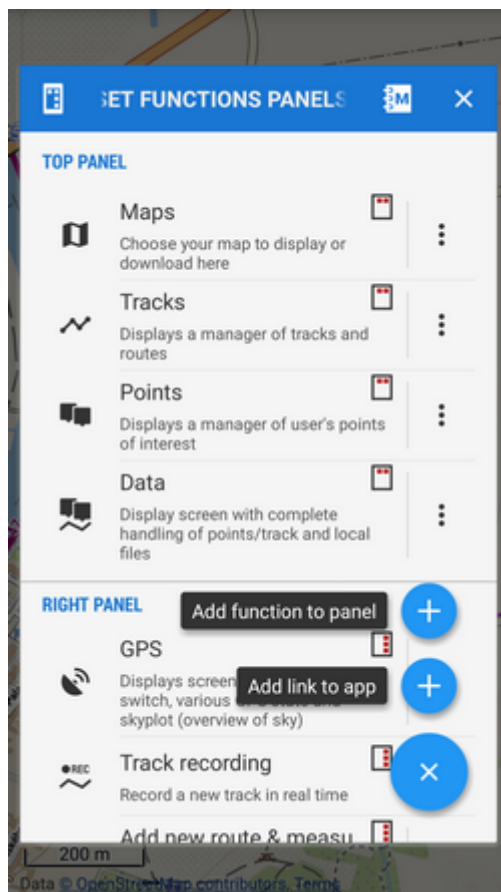 SET FUNCTIONS PANELS
M
TOP PANEL
Maps
Choose your map to display or
download here
Tracks
Displays a manager of tracks and
routes
Points
Displays a manager of user's points
of interest
Data
Display screen with complete
handling of points/track and local
files
RIGHT PANEL
Add function to panel
GPS
Displays screen
Add link to app
switch, various
skyplot (overview of sky)
REC
Track recording
Record a new track in real time
Add new route & measu
200 m
Data © OpenStreetMap contributors, Terms